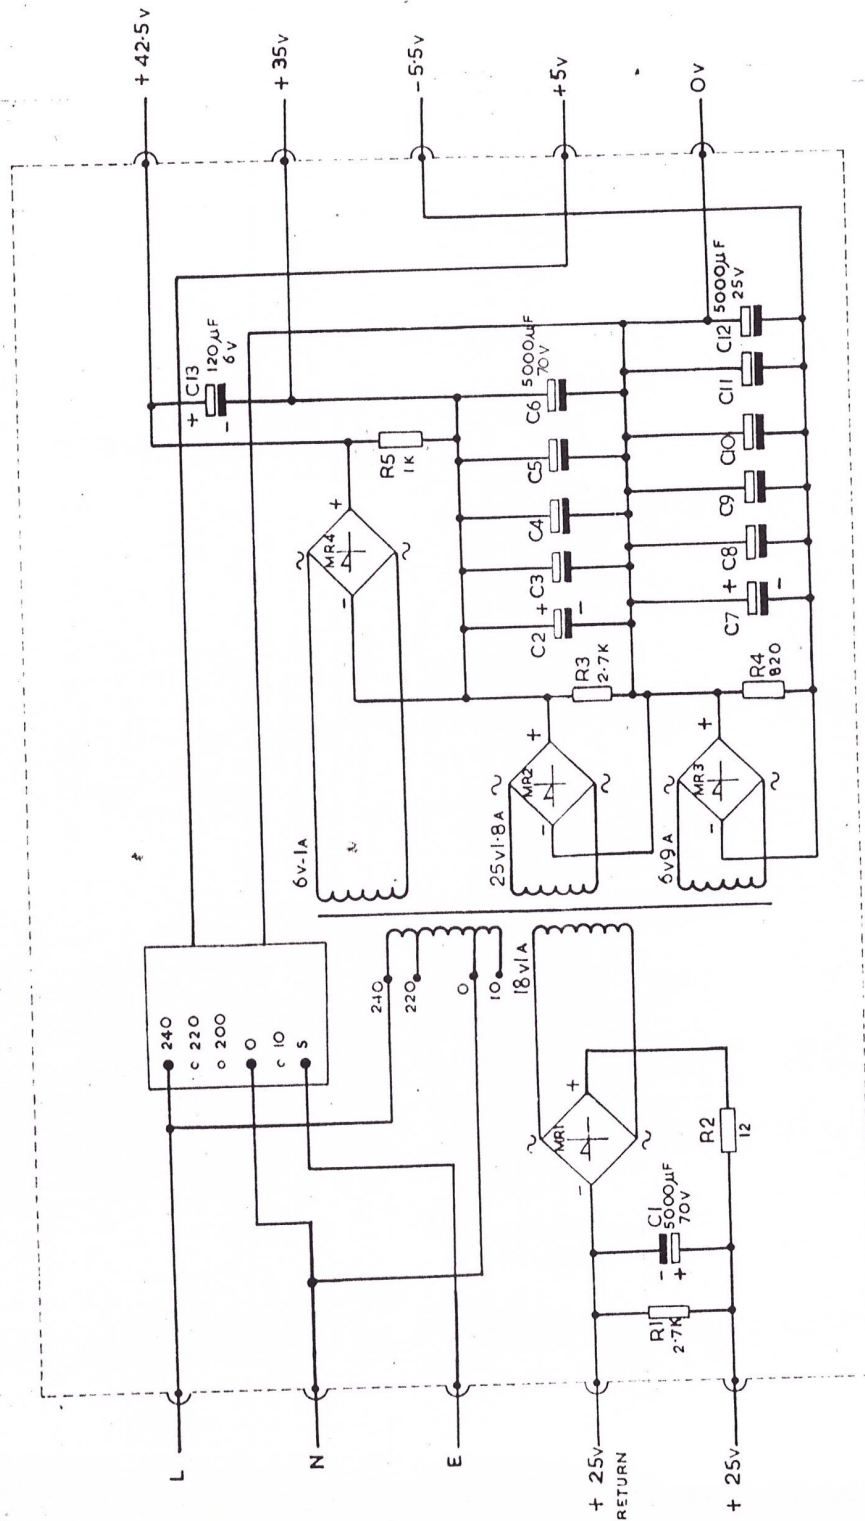 + 42·5v
+ 35v
-5·5v
+5v
0v
C13
+
120µF
6v
-
5000µF
70V
C6
C5
C4
C3
C2
+
-
5000µF
25V
C12
C11
C10
C9
C8
C7
+
-
R5
1K
R3
2·7K
R4
820
MR4
+
-
~
~
MR2
+
-
~
~
MR3
+
-
~
~
6v-1A
25v1·8A
6v9A
18v1A
240
220
0
10
240
220
200
0
10
S
MR1
+
-
~
~
R2
12
C1
5000µF
70V
-
+
R1
2·7K
L
N
E
+ 25v
RETURN
+ 25v